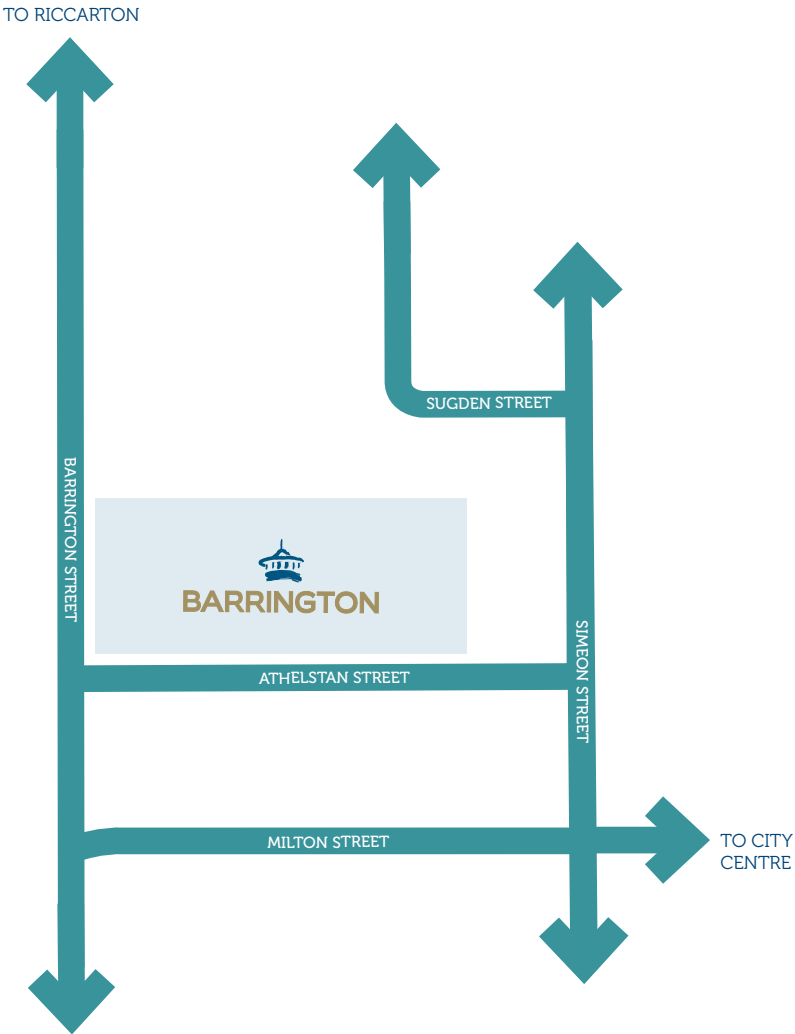 TO RICCARTON
SUGDEN STREET
BARRINGTON STREET
BARRINGTON
SIMEON STREET
ATHELSTAN STREET
MILTON STREET
TO CITY
CENTRE